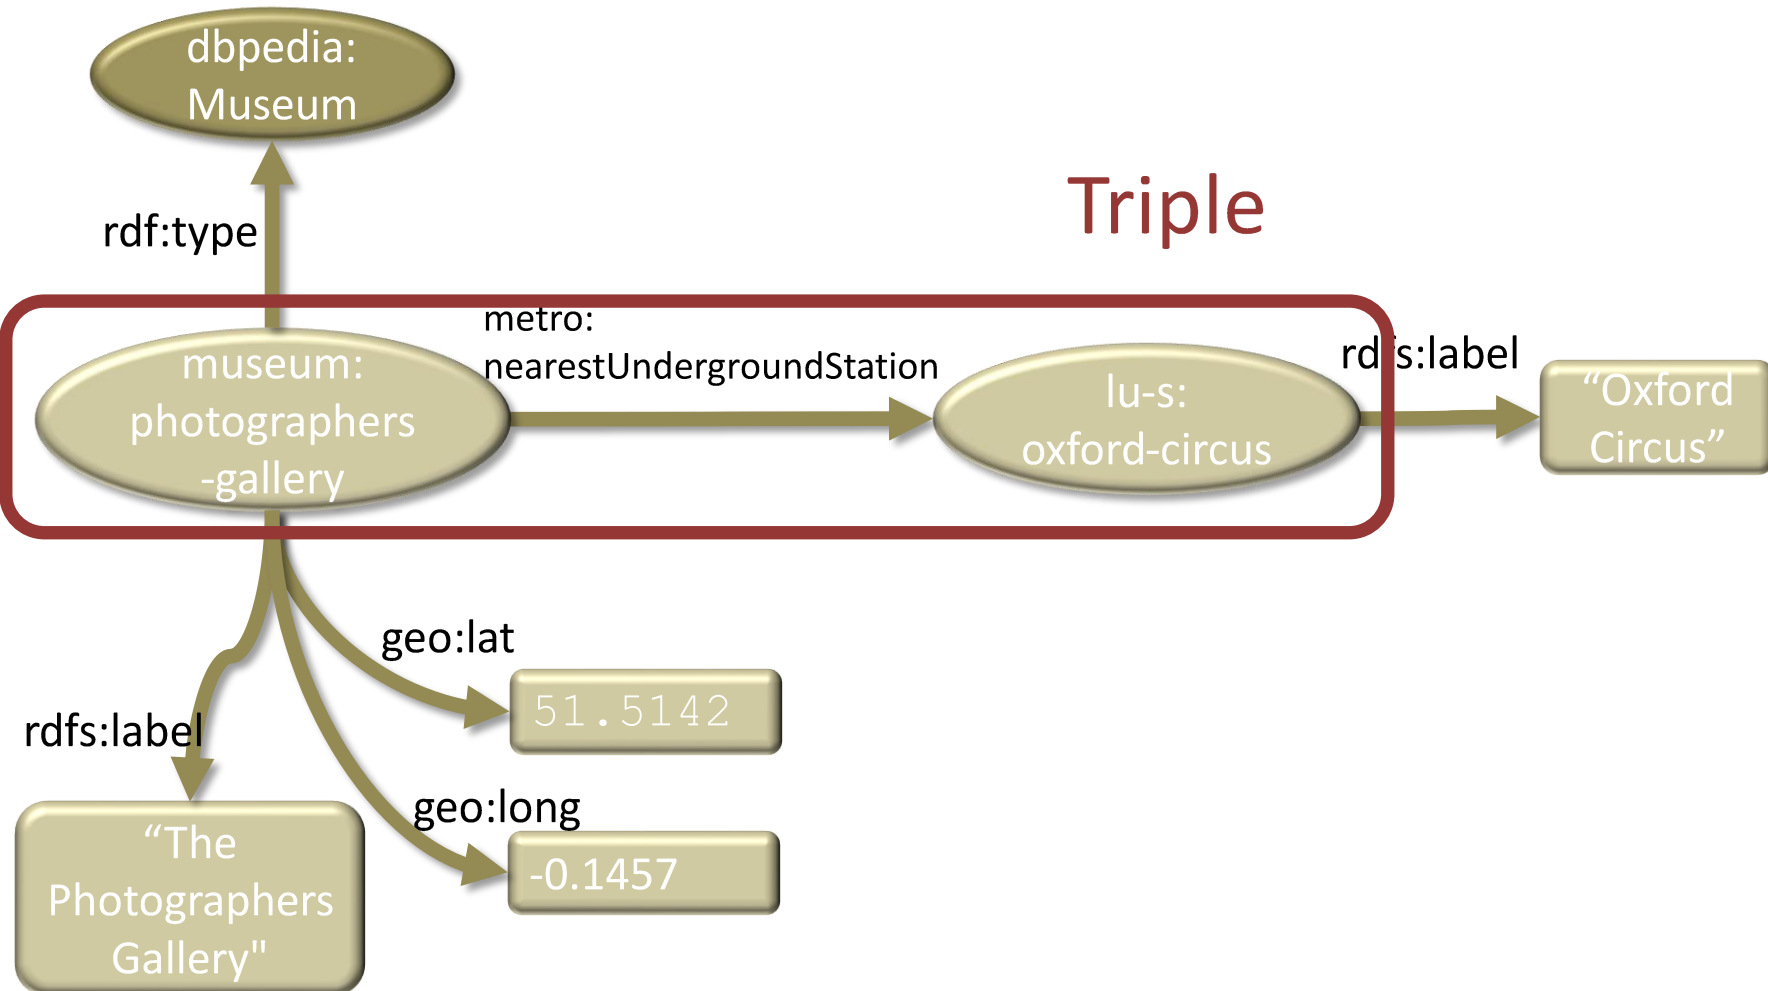 dbpedia:
Museum
Triple
rdf:type
metro:
nearestUndergroundStation
museum:
photographers
-gallery
lu-s:
oxford-circus
rdfs:label
“Oxford
Circus”
geo:lat
51.5142
rdfs:label
geo:long
-0.1457
“The
Photographers
Gallery"